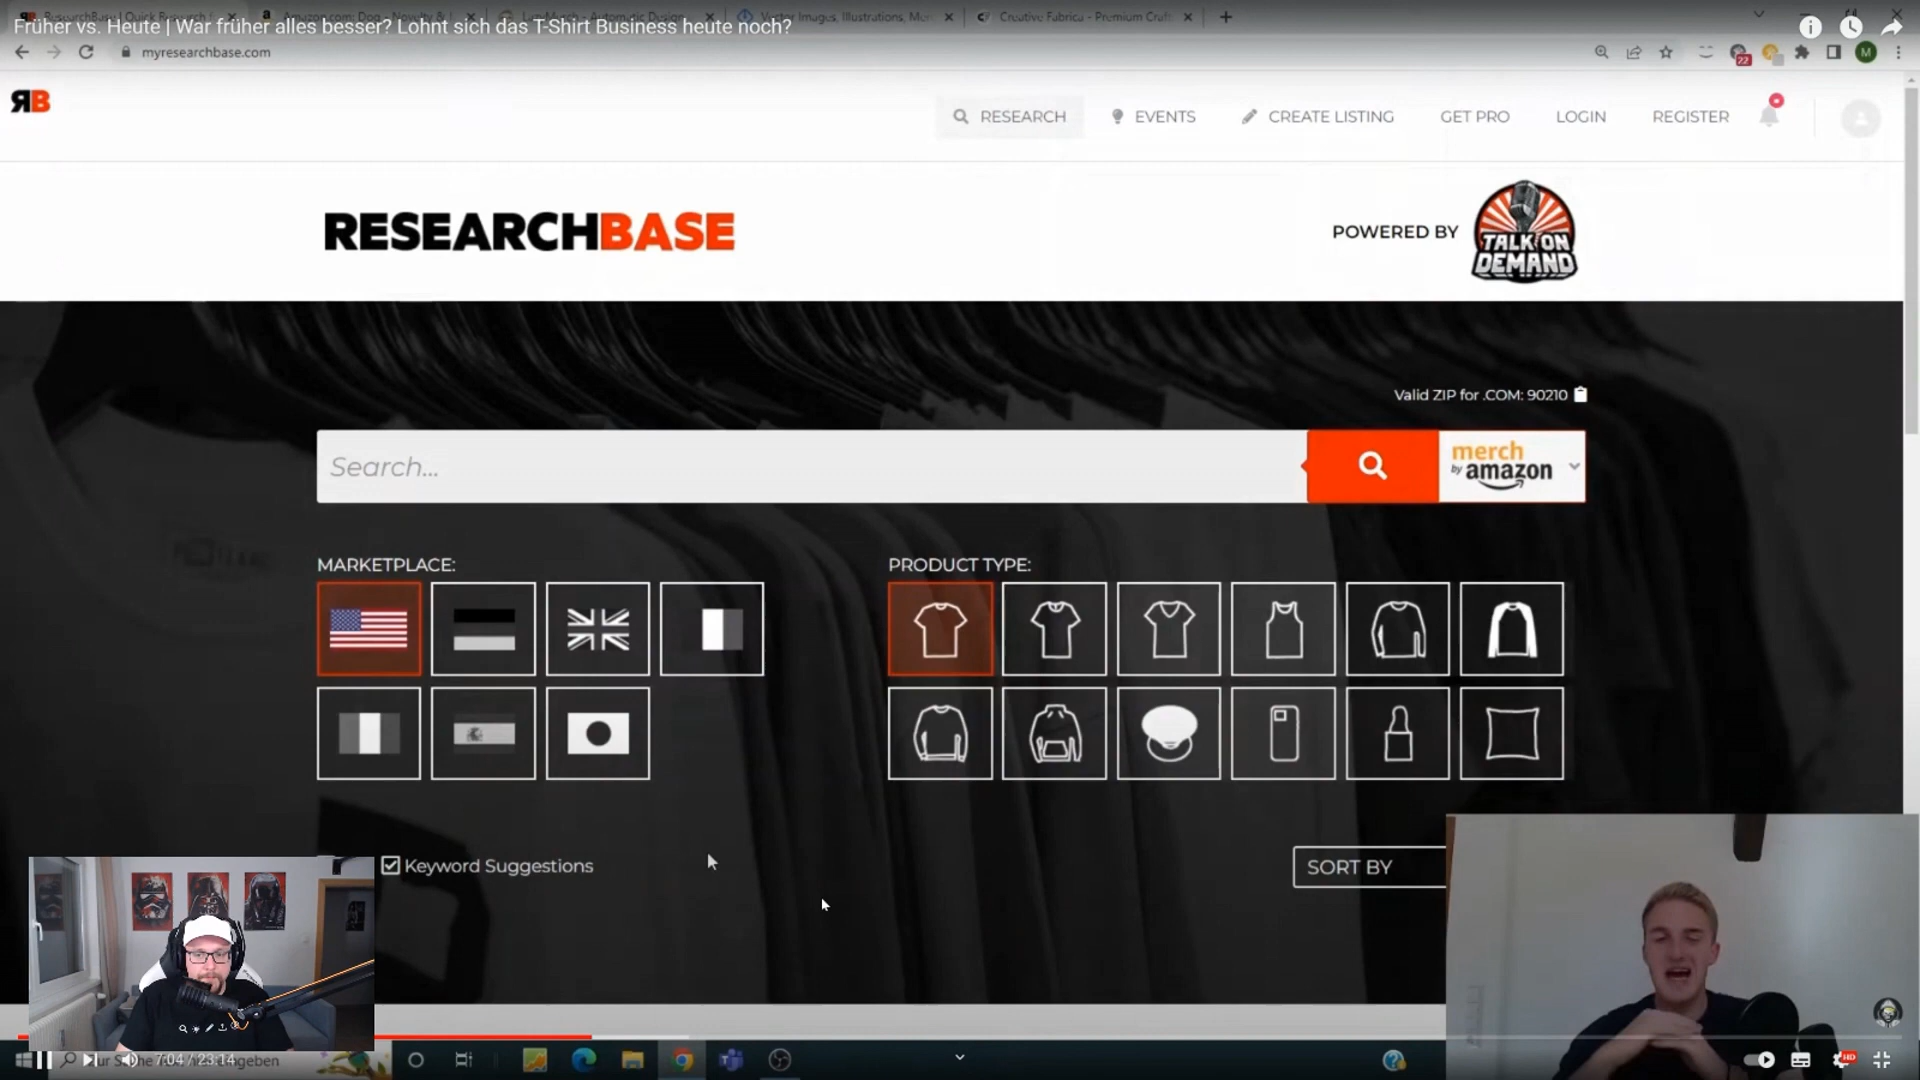 Früher vs. Heute | War früher alles besser? Lohnt sich das T-Shirt Business heute noch?
myresearchbase.com
22
M
RB
RESEARCH
EVENTS
CREATE LISTING
GET PRO
LOGIN
REGISTER
RESEARCHBASE
POWERED BY
TALK ON
DEMAND
Valid ZIP for .COM: 90210
Search...
merch
by amazon
MARKETPLACE:
PRODUCT TYPE:
Keyword Suggestions
SORT BY
7:04 / 23:14
HD